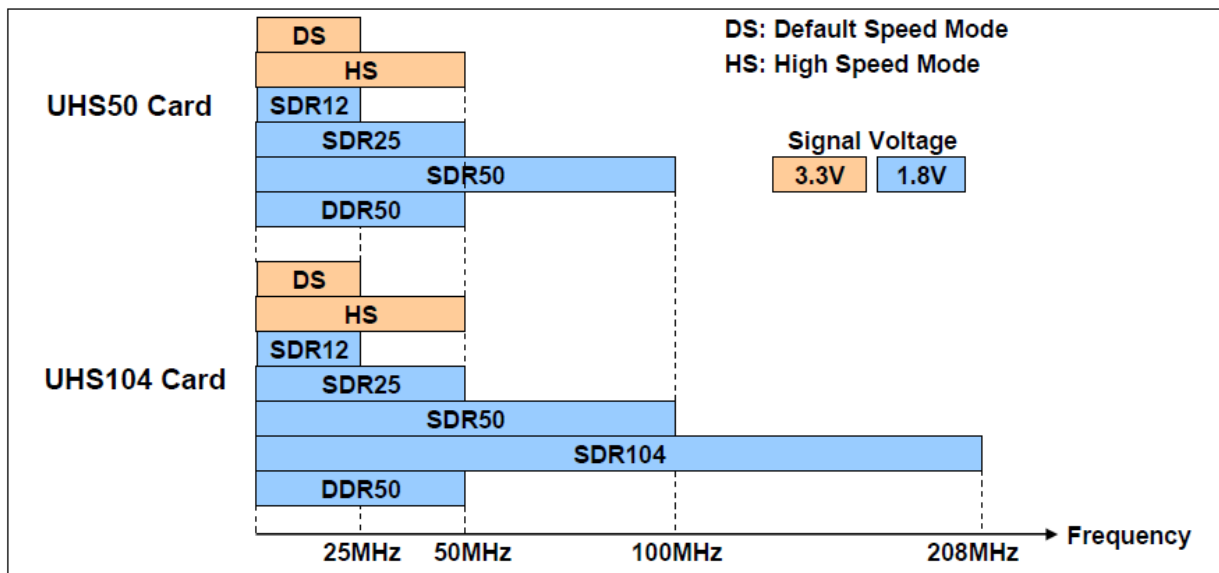 DS: Default Speed Mode
HS: High Speed Mode
Signal Voltage
3.3V 1.8V
UHS50 Card
DS
HS
SDR12
SDR25
SDR50
DDR50
UHS104 Card
DS
HS
SDR12
SDR25
SDR50
SDR104
DDR50
25MHz 50MHz 100MHz 208MHz
Frequency